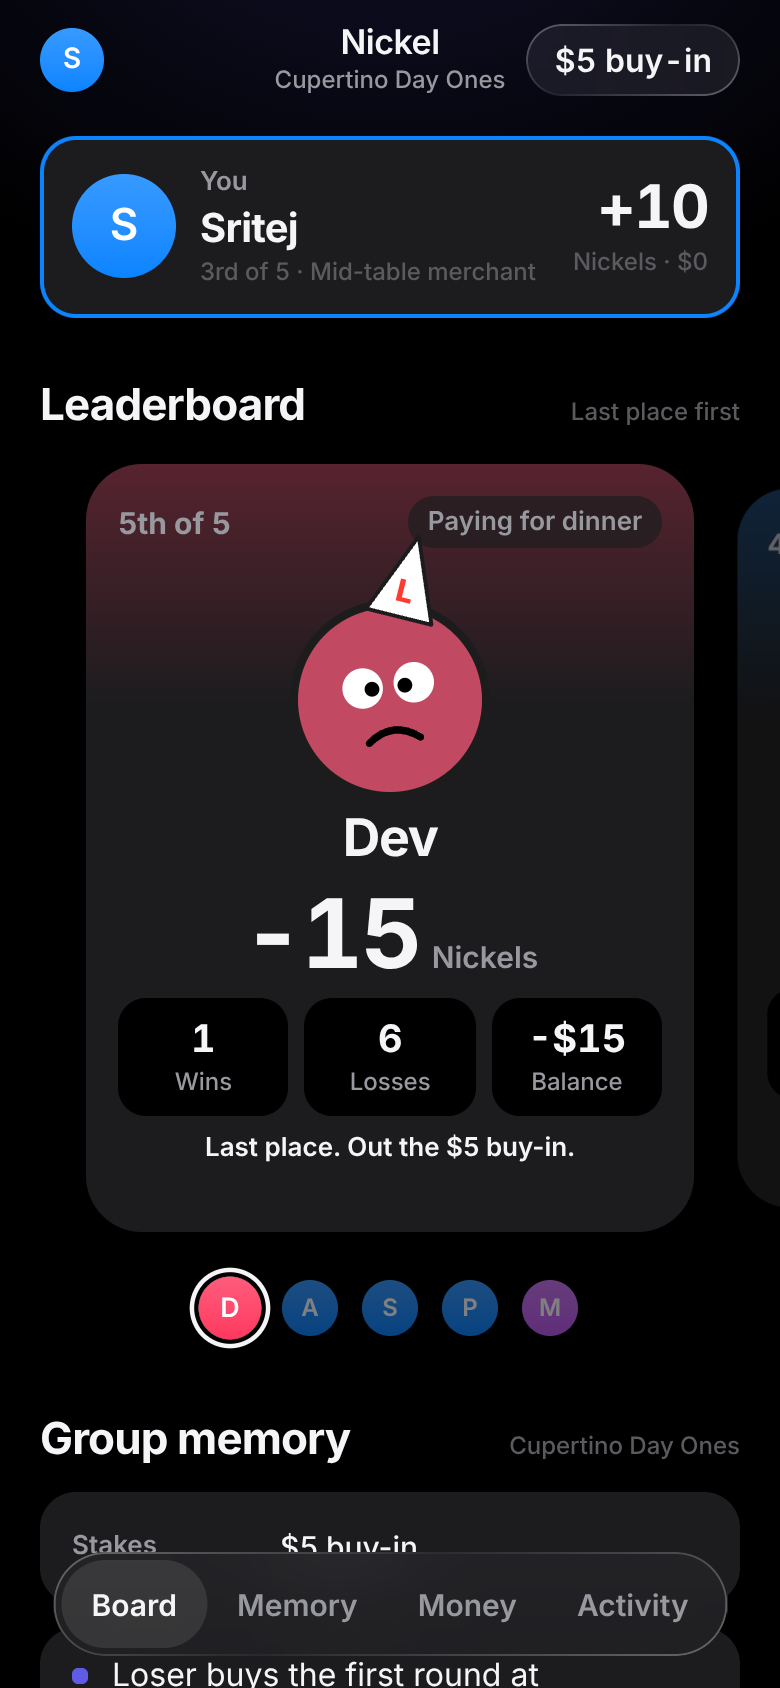 S
Nickel
Cupertino Day Ones
$5 buy-in
S
You
Sritej
3rd of 5 · Mid-table merchant
+10
Nickels · $0
Leaderboard
Last place first
5th of 5
Paying for dinner
4
L
Dev
-15 Nickels
1
Wins
6
Losses
-$15
Balance
Last place. Out the $5 buy-in.
D A S P M
Group memory
Cupertino Day Ones
Stakes
$5 buy-in
Board
Memory
Money
Activity
Loser buys the first round at